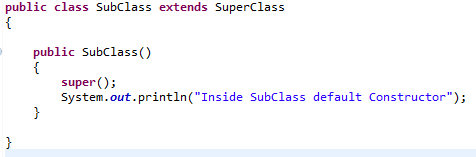 public class SubClass extends SuperClass
{
public SubClass()
{
super();
System.out.println("Inside SubClass default Constructor");
}
}